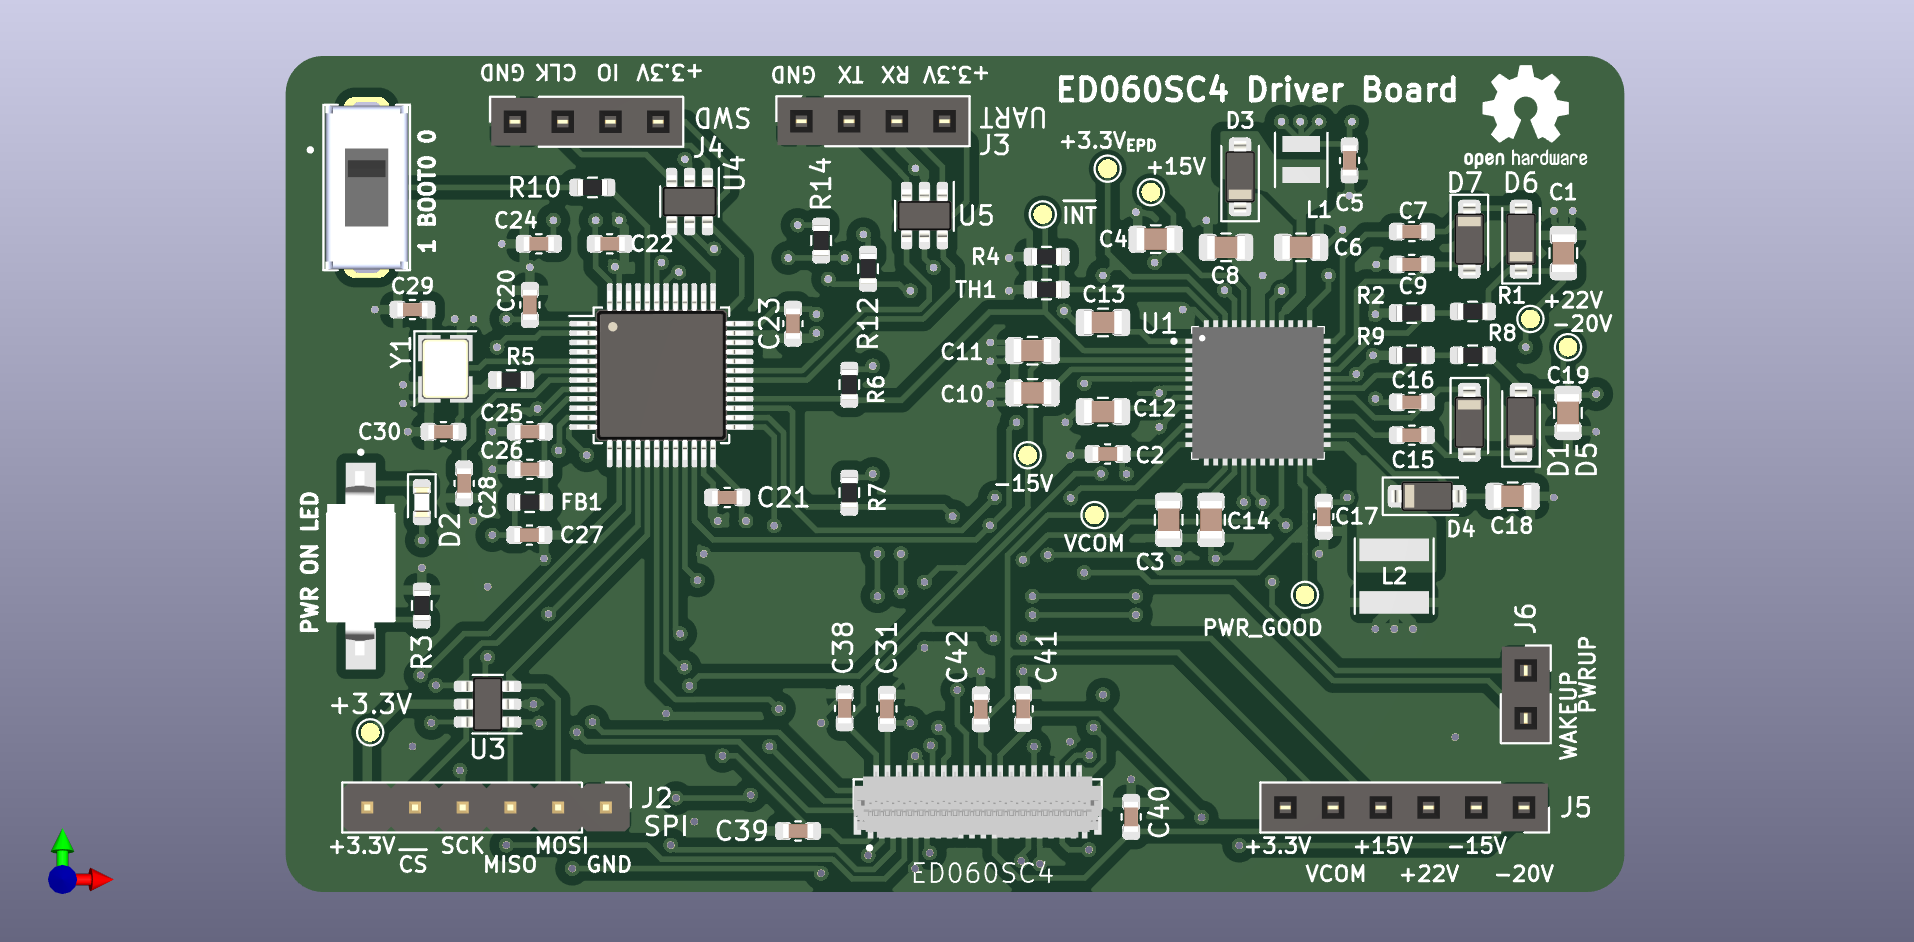 GND CLK IO +3.3V
SWD
J4
GND TX RX +3.3V
UART
J3
ED060SC4 Driver Board
open hardware
1 BOOT0 0
R10
U4
R14
U5
+3.3VEPD
+15V
INT
D3
L1
C5
D7
D6
C1
C24
C22
C4
C8
C6
C7
R4
TH1
C9
C29
C20
C23
R12
C13
U1
R2
R1
+22V
-20V
R9
R8
Y1
R5
C11
C10
R6
C12
C16
C19
C25
C30
C26
C2
C15
D1
D5
-15V
C28
FB1
C21
R7
C27
D2
PWR ON LED
VCOM
C3
C14
C17
D4
C18
L2
PWR_GOOD
R3
C38
C31
C42
C41
J6
PWRUP
WAKEUP
+3.3V
U3
J2
SPI
C39
C40
J5
+3.3V CS SCK MISO MOSI GND
ED060SC4
+3.3V VCOM +15V +22V -15V -20V